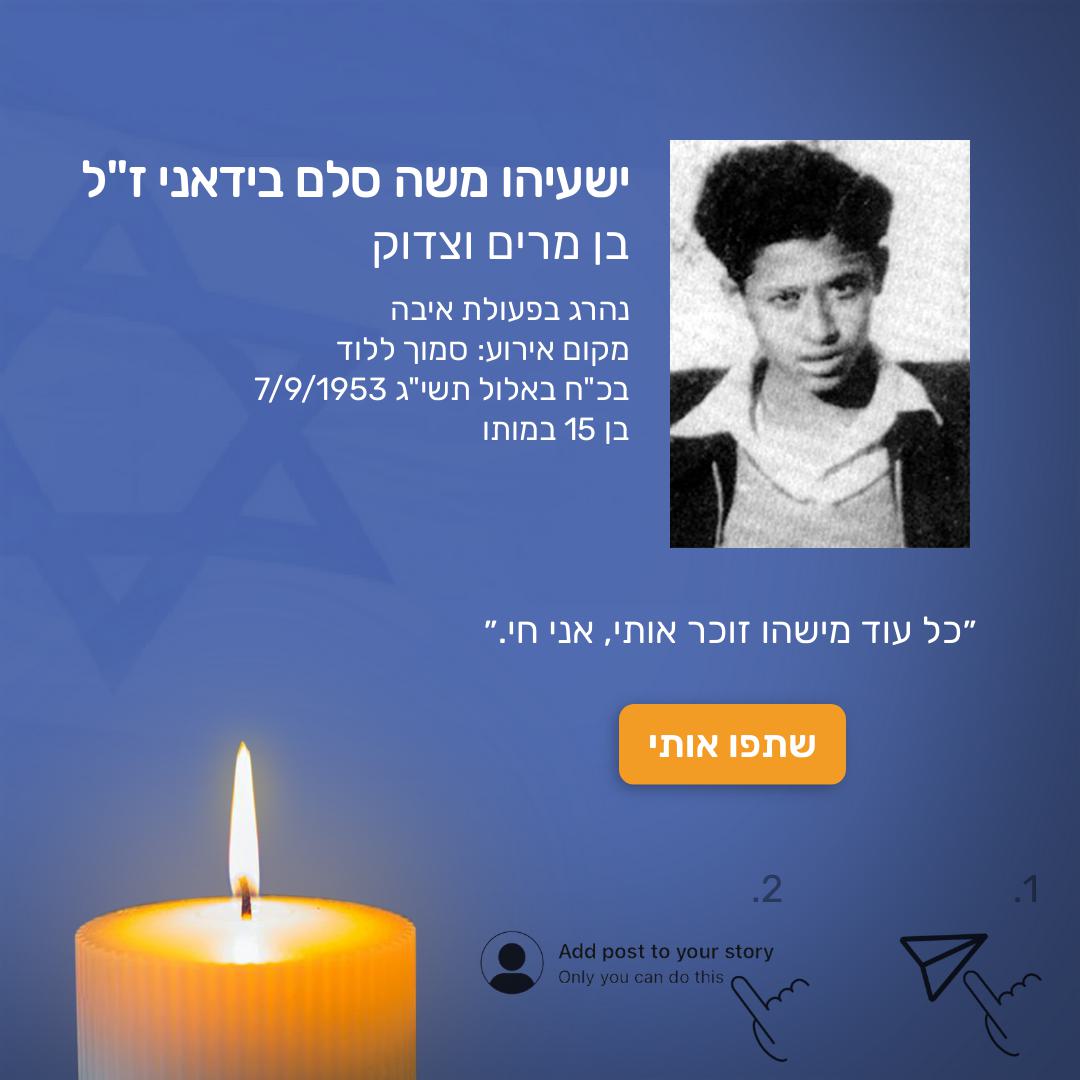 ישעיהו משה סלם בידאני ז"ל
בן מרים וצדוק
נהרג בפעולת איבה
מקום אירוע: סמוך ללוד
בכ"ח באלול תשי"ג 7/9/1953
בן 15 במותו
״כל עוד מישהו זוכר אותי, אני חי.״
שתפו אותי
1.
2.
Add post to your story
Only you can do this